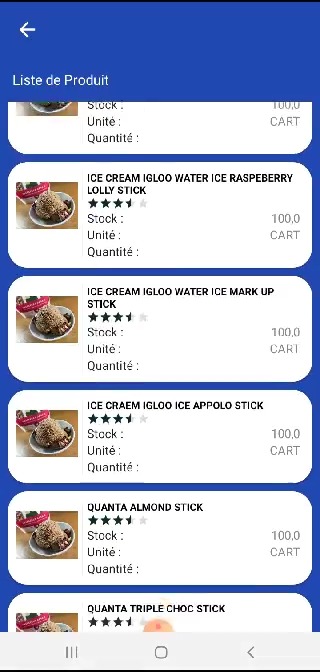 Liste de Produit
Stock : 100,0
Unité : CART
Quantité :
ICE CREAM IGLOO WATER ICE RASPEBERRY
LOLLY STICK
Stock : 100,0
Unité : CART
Quantité :
ICE CREAM IGLOO WATER ICE MARK UP
STICK
Stock : 100,0
Unité : CART
Quantité :
ICE CRAEM IGLOO ICE APPOLO STICK
Stock : 100,0
Unité : CART
Quantité :
QUANTA ALMOND STICK
Stock : 100,0
Unité : CART
Quantité :
QUANTA TRIPLE CHOC STICK